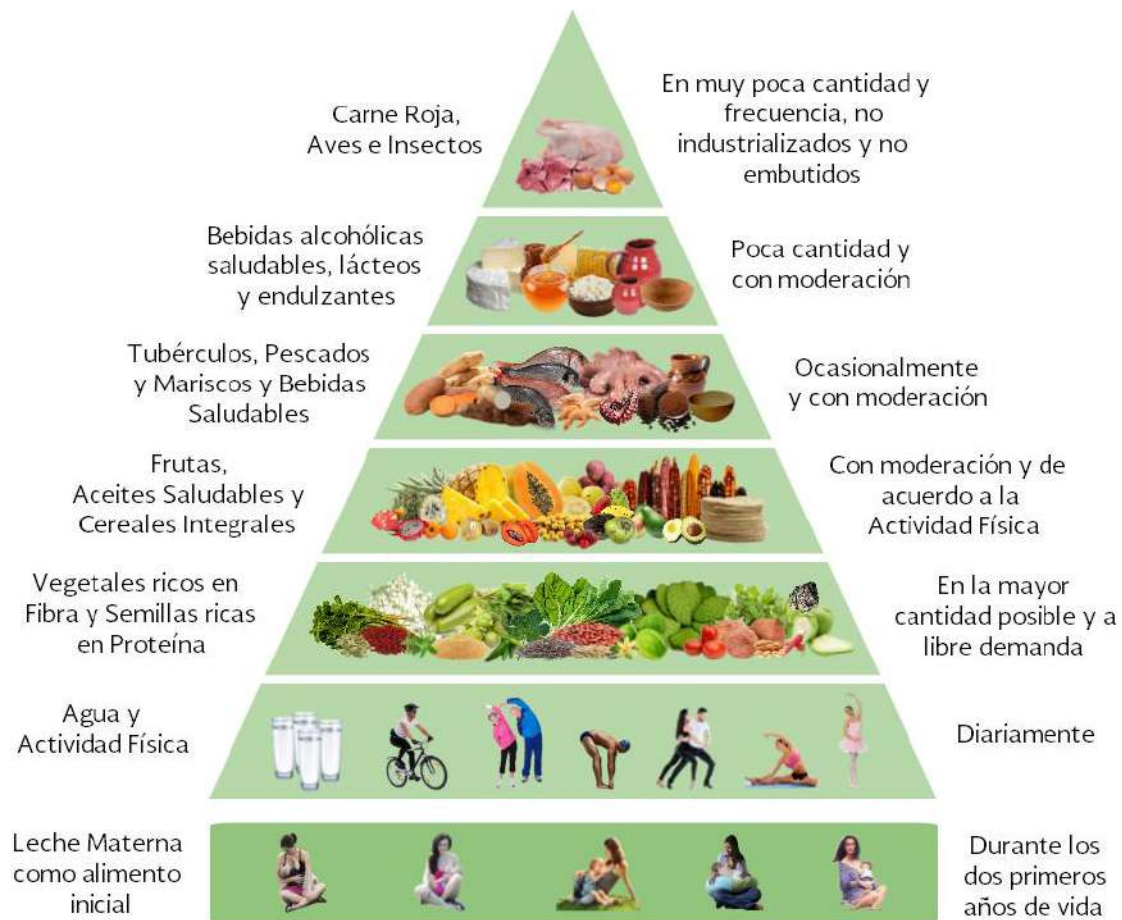 Carne Roja,
Aves e Insectos
En muy poca cantidad y
frecuencia, no
industrializados y no
embutidos
Bebidas alcohólicas
saludables, lácteos
y endulzantes
Poca cantidad y
con moderación
Tubérculos, Pescados
y Mariscos y Bebidas
Saludables
Ocasionalmente
y con moderación
Frutas,
Aceites Saludables y
Cereales Integrales
Con moderación y de
acuerdo a la
Actividad Física
Vegetales ricos en
Fibra y Semillas ricas
en Proteína
En la mayor
cantidad posible y a
libre demanda
Agua y
Actividad Física
Diariamente
Leche Materna
como alimento
inicial
Durante los
dos primeros
años de vida